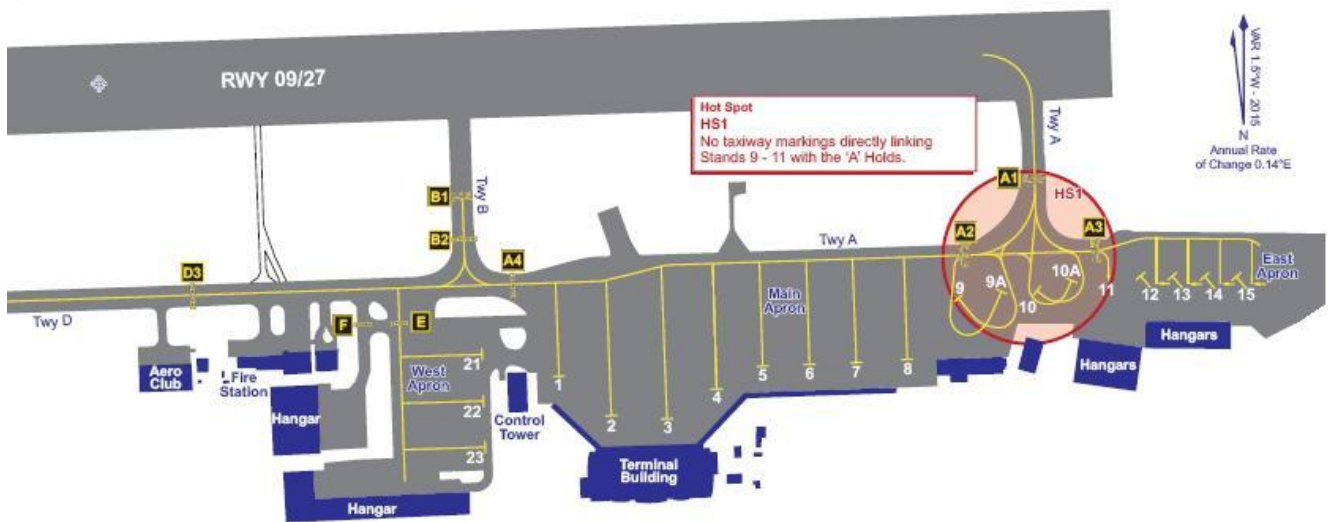 RWY 09/27
VAR 1.5°W - 2015
N
Annual Rate
of Change 0.14°E
Hot Spot
HS1
No taxiway markings directly linking
Stands 9 - 11 with the 'A' Holds.
Twy A
A1
HS1
B1
Twy B
B2
A2
A3
Twy A
A4
D3
East
Apron
9
9A
10
10A
11
12
13
14
15
Main
Apron
Twy D
F
E
1
2
3
4
5
6
7
8
21
22
23
West
Apron
Aero
Club
Fire
Station
Hangar
Control
Tower
Hangars
Hangars
Terminal
Building
Hangar